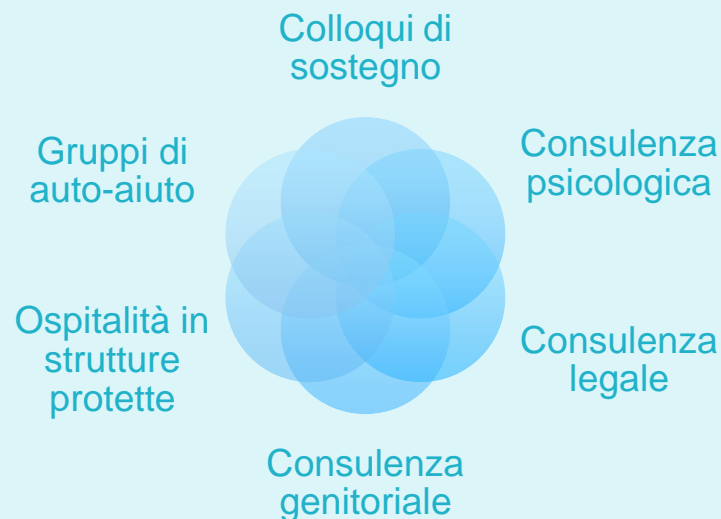 Colloqui di
sostegno
Consulenza
psicologica
Consulenza
legale
Consulenza
genitoriale
Ospitalità in
strutture
protette
Gruppi di
auto-aiuto